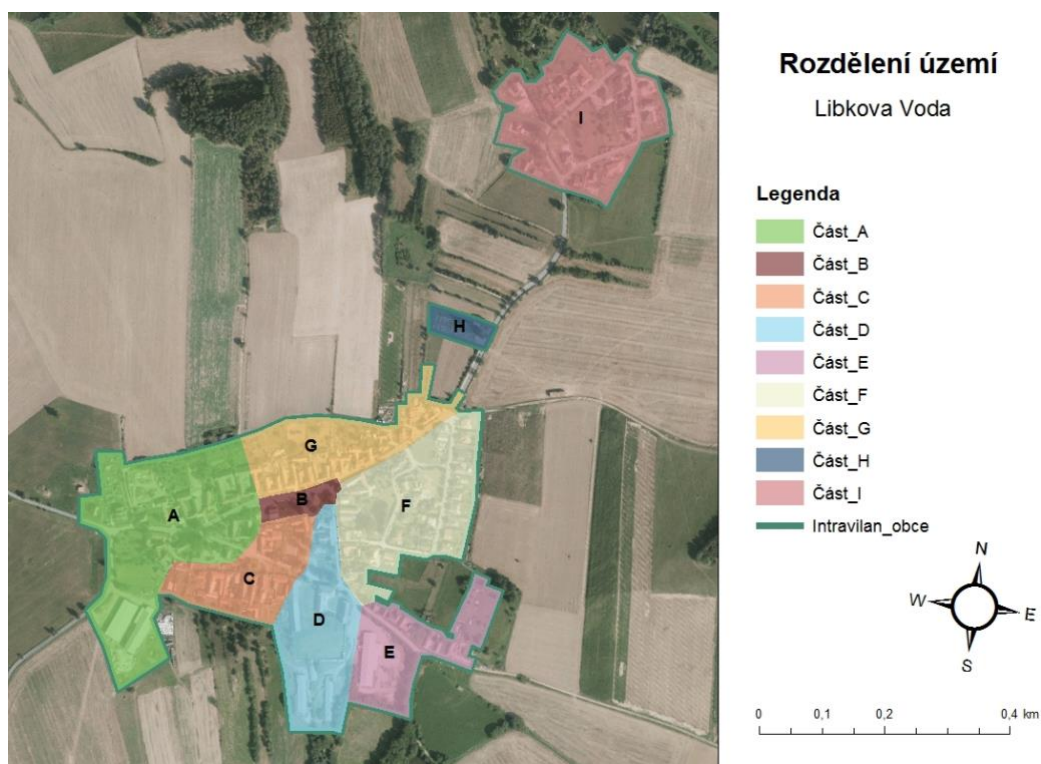 Rozdělení území
Libkova Voda
Legenda
Část_A
Část_B
Část_C
Část_D
Část_E
Část_F
Část_G
Část_H
Část_I
Intravilan_obce
I
H
G
B
A
F
C
D
E
N
W
E
S
0 0,1 0,2 0,4 km